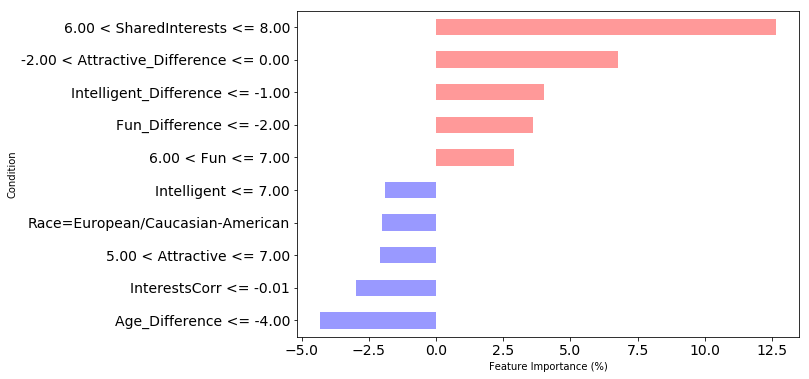 6.00 < SharedInterests <= 8.00
-2.00 < Attractive_Difference <= 0.00
Intelligent_Difference <= -1.00
Fun_Difference <= -2.00
6.00 < Fun <= 7.00
Intelligent <= 7.00
Race=European/Caucasian-American
5.00 < Attractive <= 7.00
InterestsCorr <= -0.01
Age_Difference <= -4.00
Condition
−5.0 −2.5 0.0 2.5 5.0 7.5 10.0 12.5
Feature Importance (%)